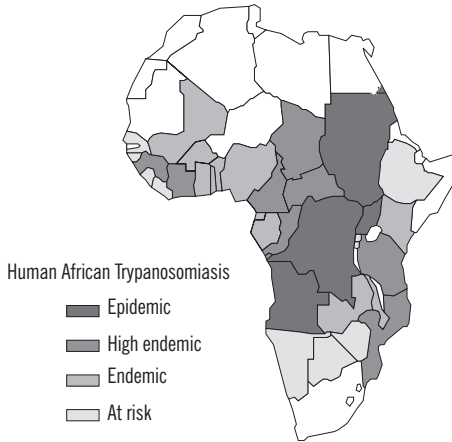 Human African Trypanosomiasis
Epidemic
High endemic
Endemic
At risk